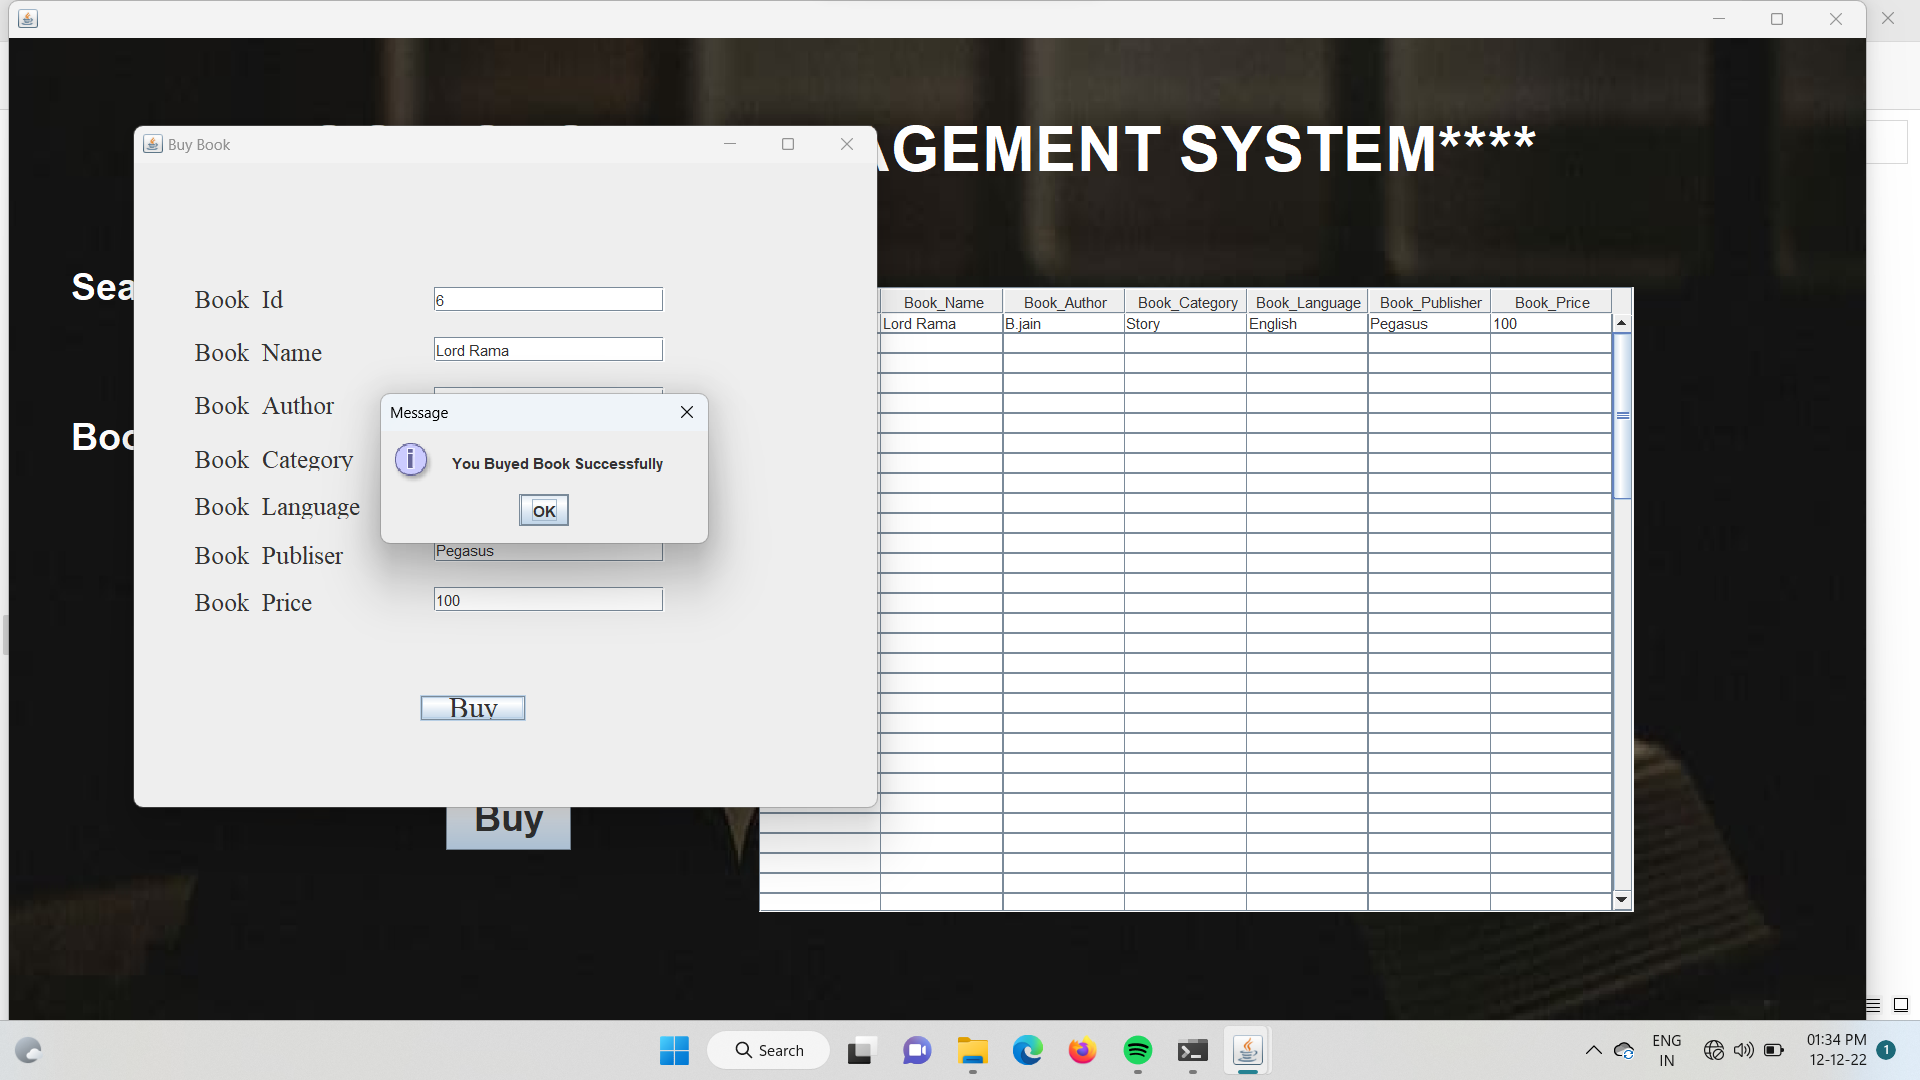 AGEMENT SYSTEM****
Buy Book
Sea
Boo
Book Id
6
Book Name
Lord Rama
Book Author
Book Category
Book Language
Book Publiser
Pegasus
Book Price
100
Buy
Message
You Buyed Book Successfully
OK
Buy
Book_Name Book_Author Book_Category Book_Language Book_Publisher Book_Price
Lord Rama B.jain Story English Pegasus 100
Search
ENG
IN
01:34 PM
12-12-22
1